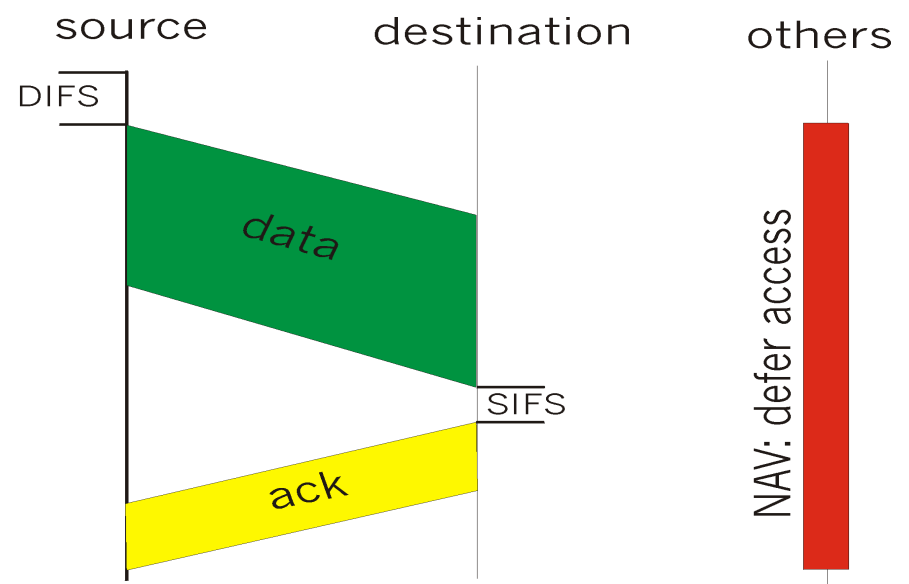 source
destination
others
DIFS
data
SIFS
ack
NAV: defer access